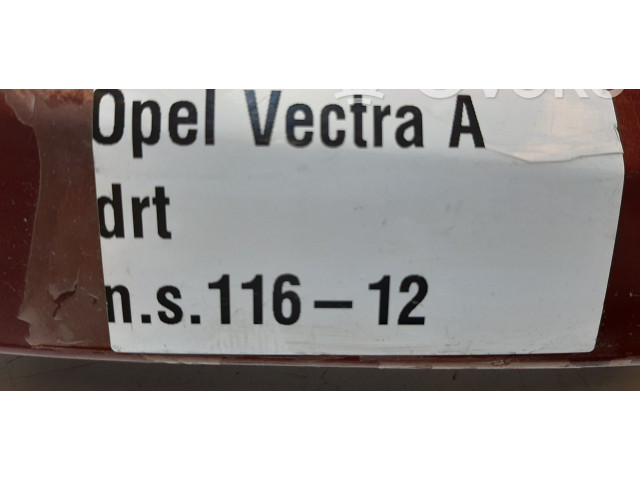 Opel Vectra A
drt
n.s.116–12